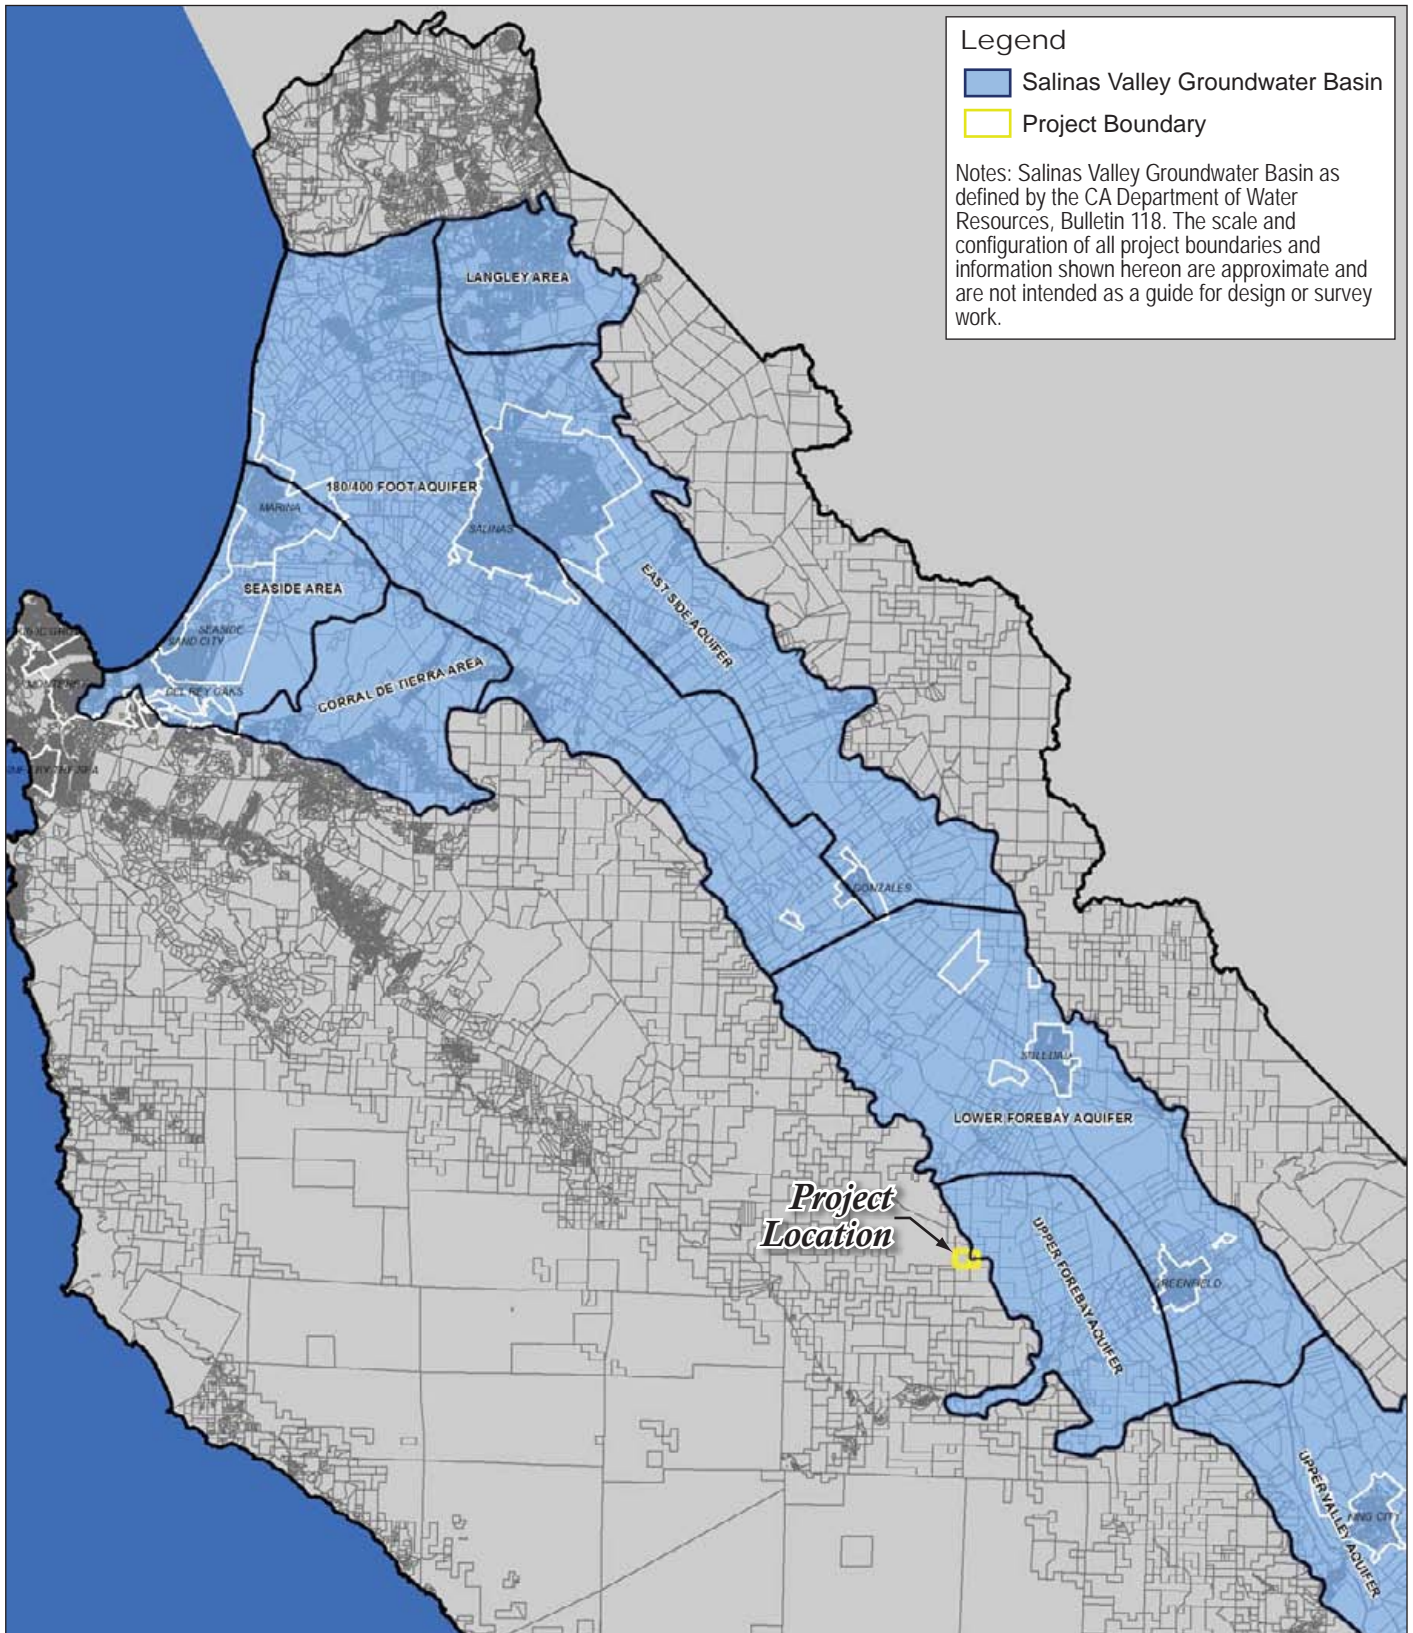 Legend
Salinas Valley Groundwater Basin
Project Boundary
Notes: Salinas Valley Groundwater Basin as
defined by the CA Department of Water
Resources, Bulletin 118. The scale and
configuration of all project boundaries and
information shown hereon are approximate and
are not intended as a guide for design or survey
work.
LANGLEY AREA
180/400 FOOT AQUIFER
MARINA
SALINAS
EAST SIDE AQUIFER
SEASIDE AREA
SEASIDE
SAND CITY
CORRAL DE TIERRA AREA
DEL REY OAKS
GONZALES
LOWER FOREBAY AQUIFER
Project
Location
UPPER FOREBAY AQUIFER
GREENFIELD
UPPER VALLEY AQUIFER
KING CITY